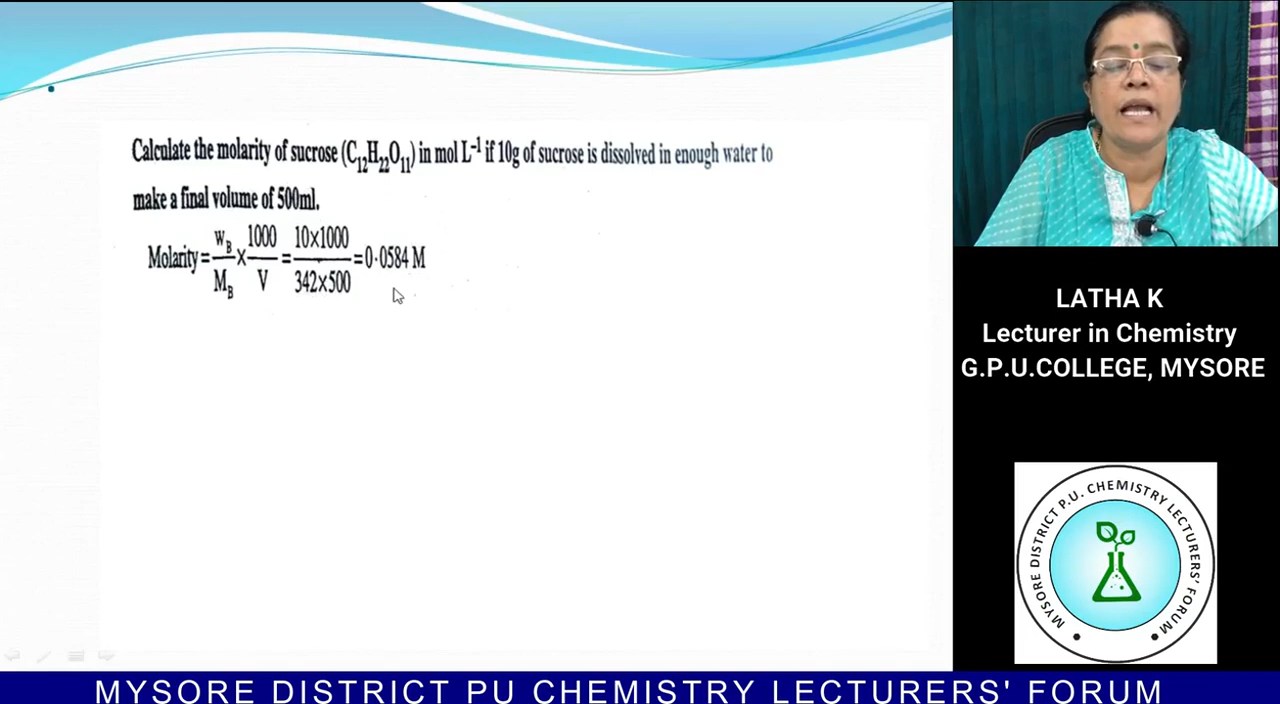 Calculate the molarity of sucrose (C₁₂H₂₂O₁₁) in mol L⁻¹ if 10g of sucrose is dissolved in enough water to
make a final volume of 500ml.
Molarity = w_B/M_B × 1000/V = 10×1000/342×500 = 0·0584 M
LATHA K
Lecturer in Chemistry
G.P.U.COLLEGE, MYSORE
MYSORE DISTRICT P.U. CHEMISTRY LECTURERS' FORUM
MYSORE DISTRICT PU CHEMISTRY LECTURERS' FORUM